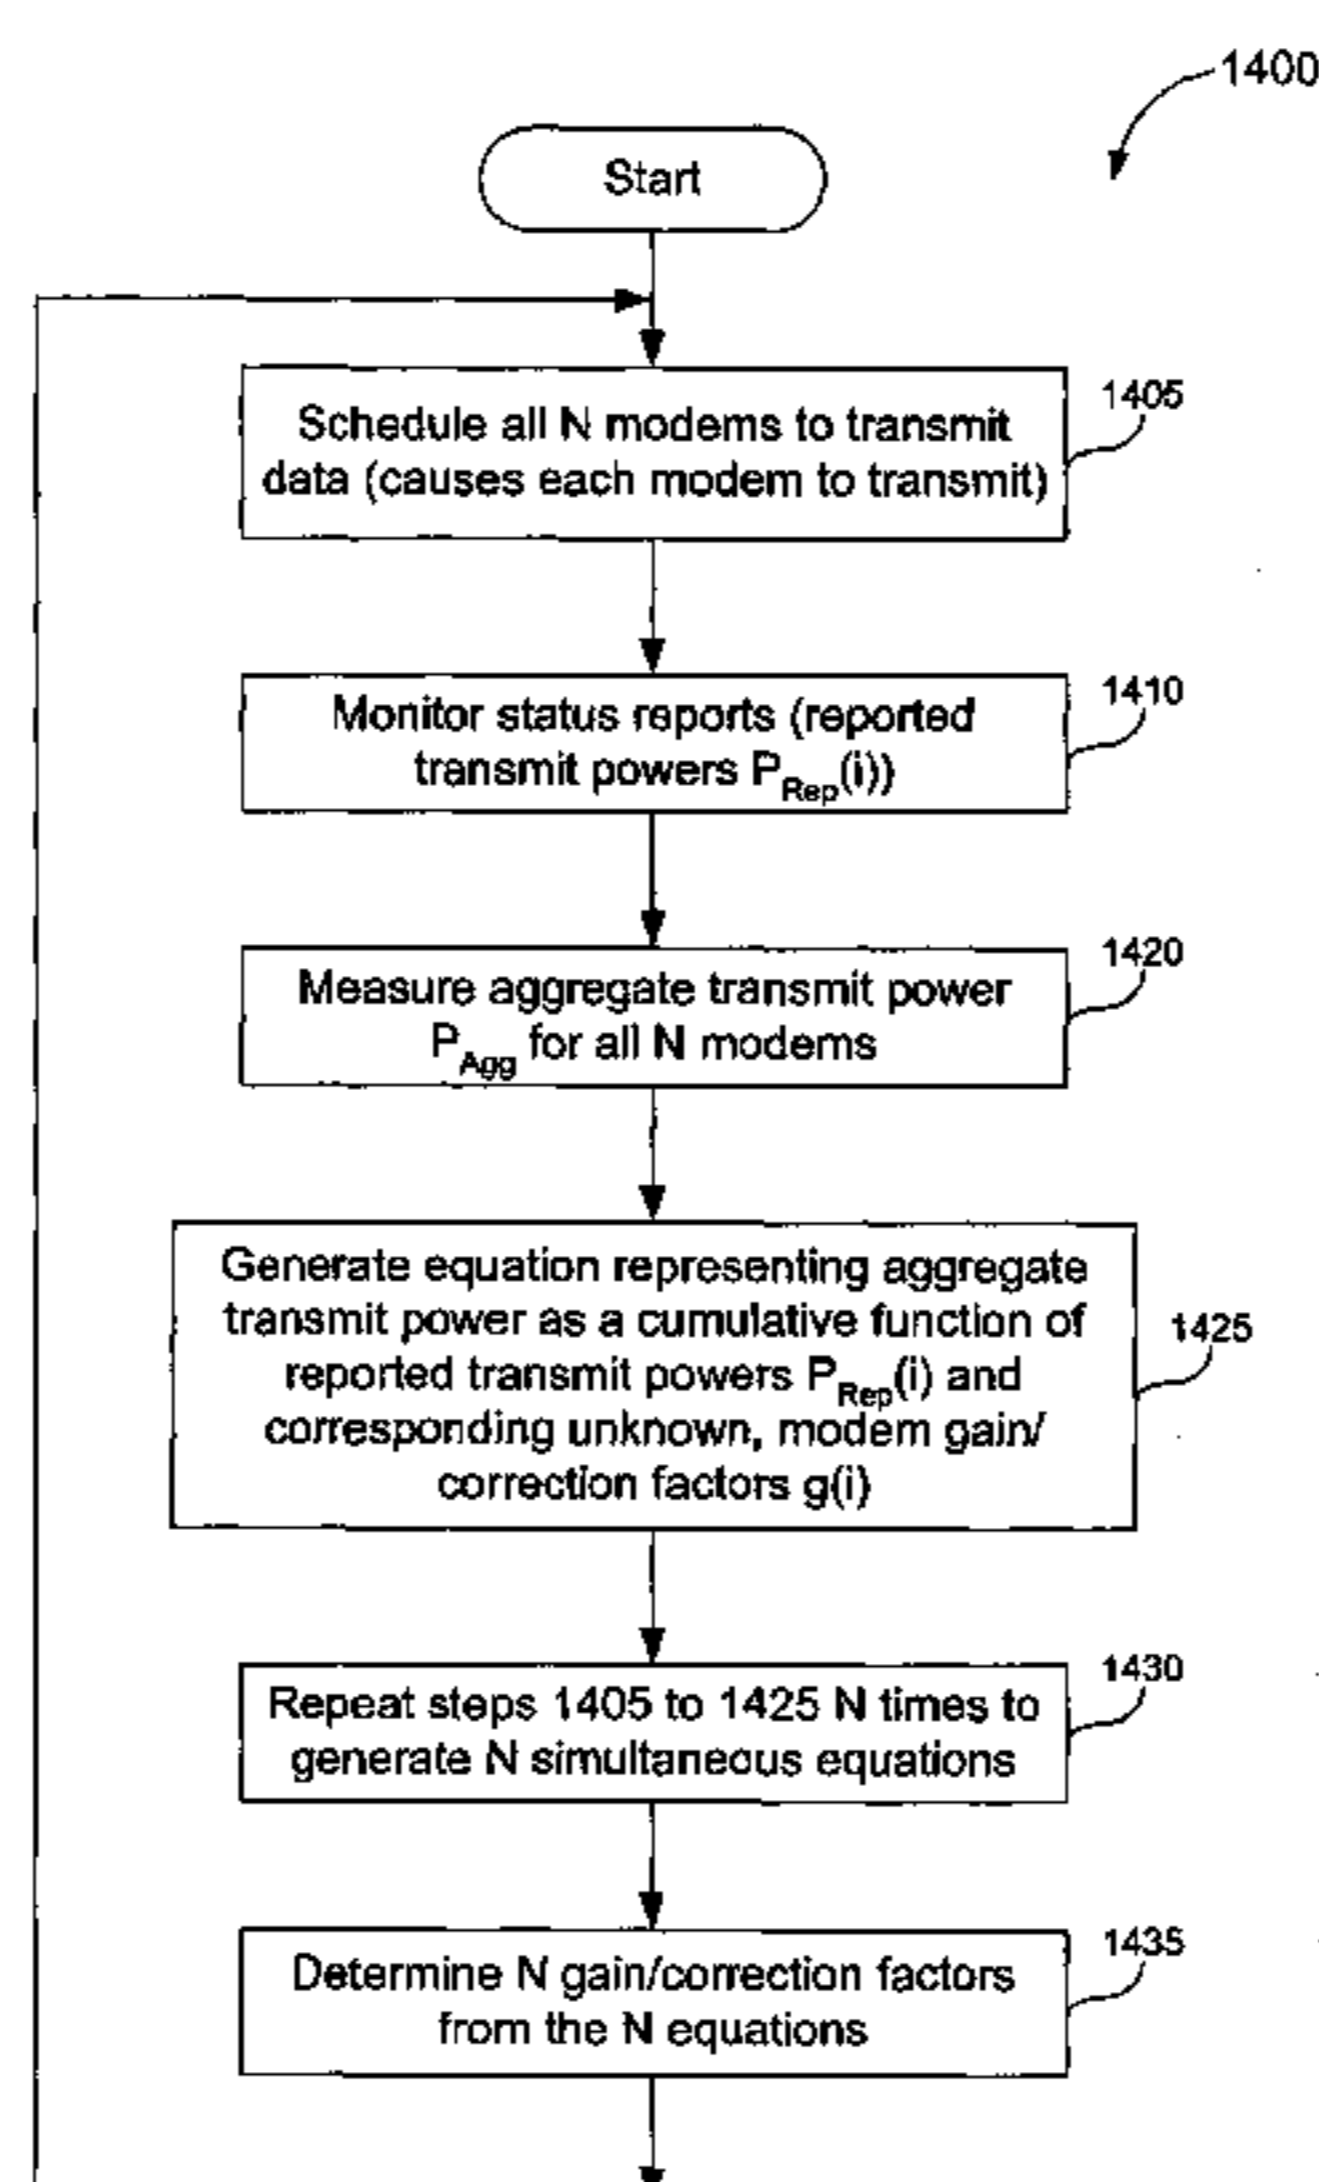 1400
Start
1405
Schedule all N modems to transmit
data (causes each modem to transmit)
1410
Monitor status reports (reported
transmit powers P_Rep(i))
1420
Measure aggregate transmit power
P_Agg for all N modems
1425
Generate equation representing aggregate
transmit power as a cumulative function of
reported transmit powers P_Rep(i) and
corresponding unknown, modem gain/
correction factors g(i)
1430
Repeat steps 1405 to 1425 N times to
generate N simultaneous equations
1435
Determine N gain/correction factors
from the N equations